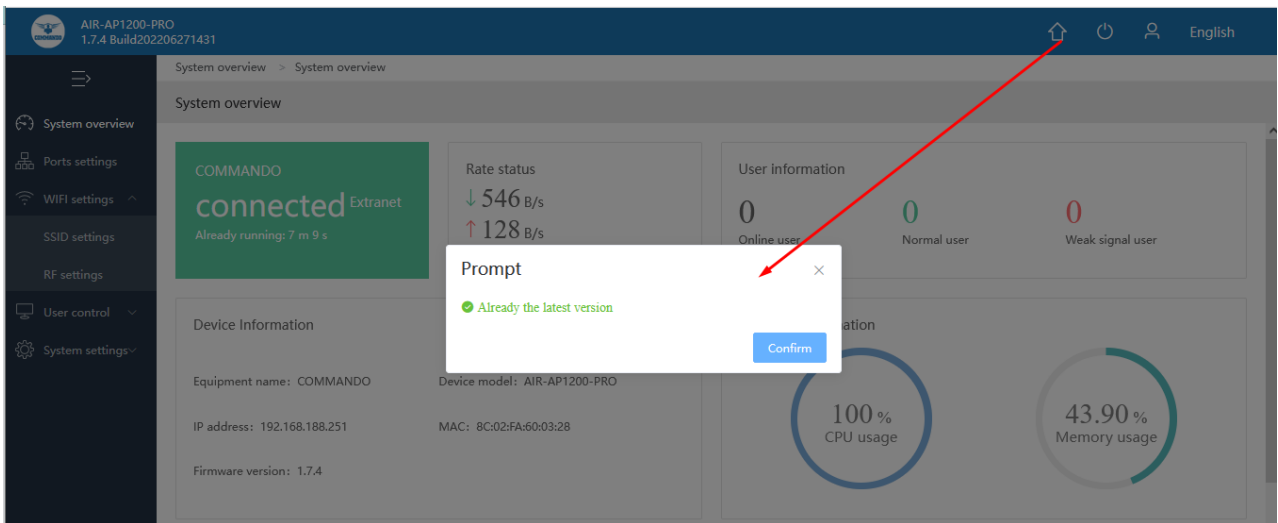 AIR-AP1200-PRO
1.7.4 Build202206271431
English
System overview > System overview
System overview
System overview
Ports settings
WIFI settings
SSID settings
RF settings
User control
System settings
COMMANDO
connected Extranet
Already running: 7 m 9 s
Rate status
↓ 546 B/s
↑ 128 B/s
User information
0
Online user
0
Normal user
0
Weak signal user
Prompt
Already the latest version
Confirm
Device Information
Equipment name: COMMANDO
Device model: AIR-AP1200-PRO
IP address: 192.168.188.251
MAC: 8C:02:FA:60:03:28
Firmware version: 1.7.4
ation
100 %
CPU usage
43.90 %
Memory usage